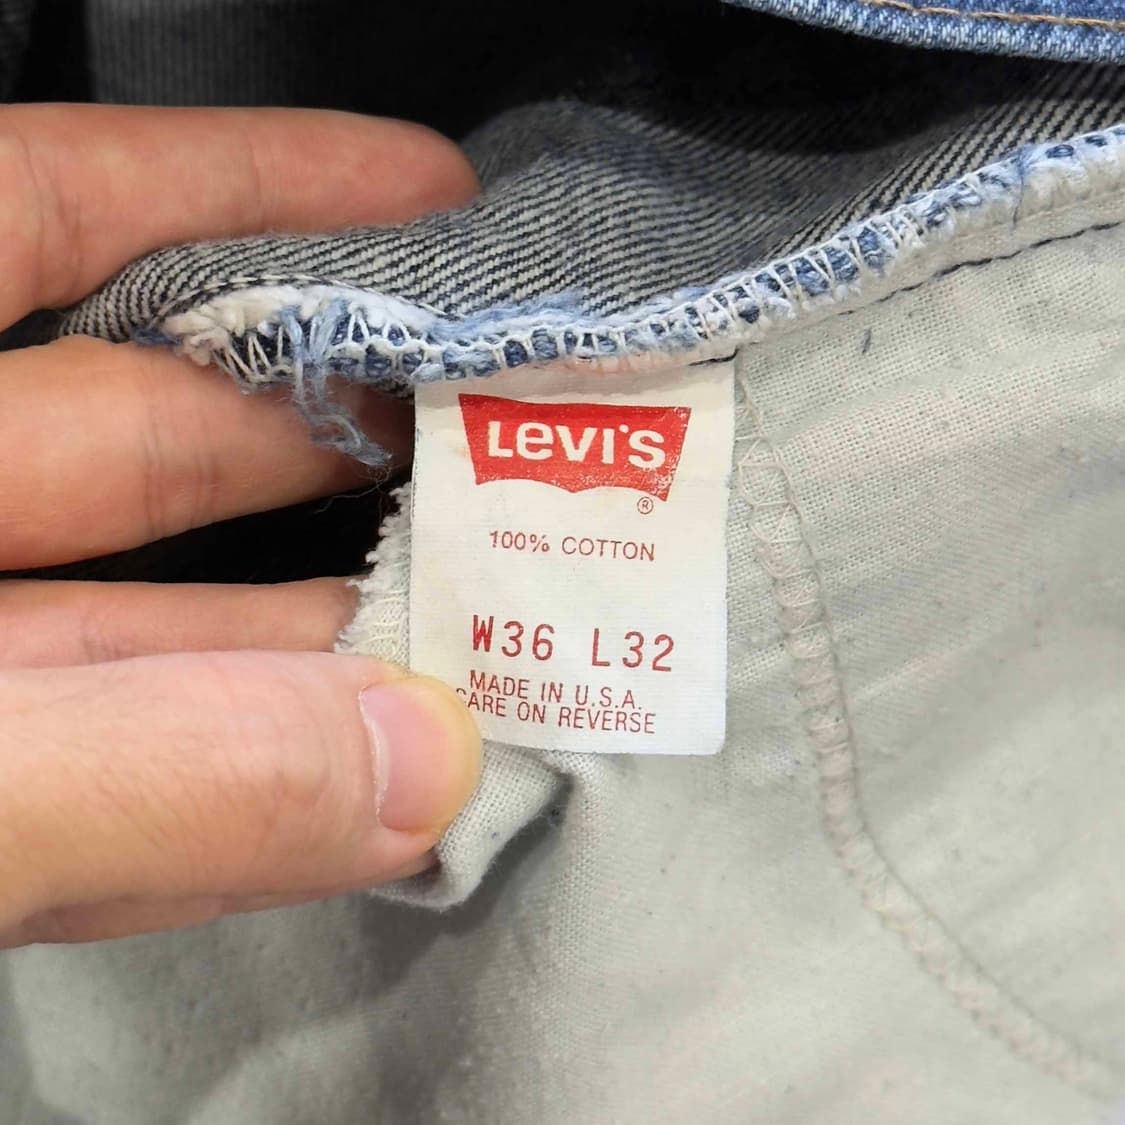 LEVI'S
®
100% COTTON
W36 L32
MADE IN U.S.A.
CARE ON REVERSE